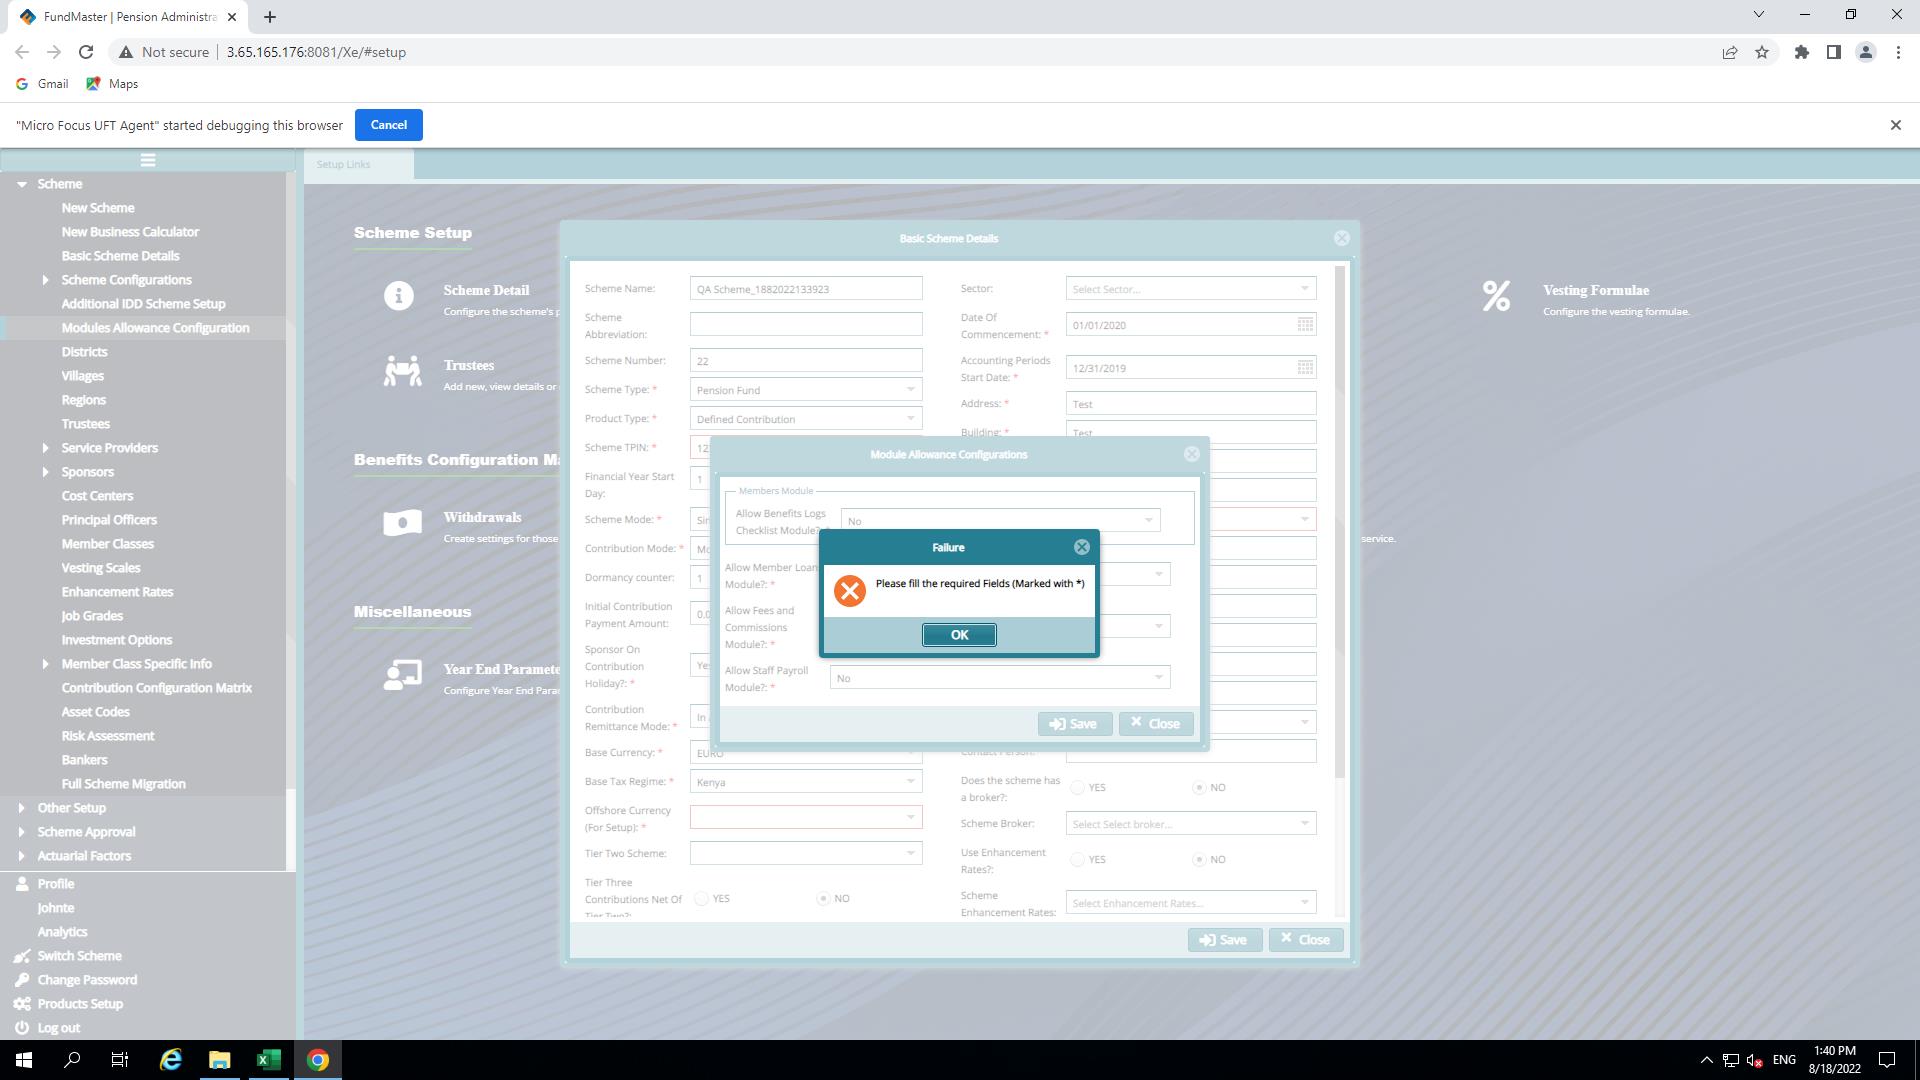 FundMaster | Pension Administra
Not secure
3.65.165.176:8081/Xe/#setup
Gmail
Maps
"Micro Focus UFT Agent" started debugging this browser
Cancel
Setup Links
Scheme
New Scheme
New Business Calculator
Basic Scheme Details
Scheme Configurations
Additional IDD Scheme Setup
Modules Allowance Configuration
Districts
Villages
Regions
Trustees
Service Providers
Sponsors
Cost Centers
Principal Officers
Member Classes
Vesting Scales
Enhancement Rates
Job Grades
Investment Options
Member Class Specific Info
Contribution Configuration Matrix
Asset Codes
Risk Assessment
Bankers
Full Scheme Migration
Other Setup
Scheme Approval
Actuarial Factors
Profile
Johnte
Analytics
Switch Scheme
Change Password
Products Setup
Log out
Scheme Setup
Scheme Detail
Configure the scheme's p
Trustees
Add new, view details or
Benefits Configuration Ma
Withdrawals
Create settings for those
Miscellaneous
Year End Paramete
Configure Year End Para
Vesting Formulae
Configure the vesting formulae.
service.
Basic Scheme Details
Scheme Name:
QA Scheme_1882022133923
Scheme
Abbreviation:
Scheme Number:
22
Scheme Type: *
Pension Fund
Product Type: *
Defined Contribution
Scheme TPIN: *
12
Financial Year Start
Day:
1
Scheme Mode: *
Contribution Mode: *
Mo
Dormancy counter:
1
Initial Contribution
Payment Amount:
0.0
Sponsor On
Contribution
Holiday?: *
Yes
Contribution
Remittance Mode: *
In
Base Currency: *
EURO
Base Tax Regime: *
Kenya
Offshore Currency
(For Setup): *
Tier Two Scheme:
Tier Three
Contributions Net Of
Tier Two?:
YES
NO
Sector:
Select Sector...
Date Of
Commencement: *
01/01/2020
Accounting Periods
Start Date: *
12/31/2019
Address: *
Test
Building: *
Test
Contact Person:
Does the scheme has
a broker?:
YES
NO
Scheme Broker:
Select Select broker...
Use Enhancement
Rates?:
YES
NO
Scheme
Enhancement Rates:
Select Enhancement Rates...
Save
Close
Module Allowance Configurations
Members Module
Allow Benefits Logs
Checklist Module?: *
No
Allow Member Loan
Module?: *
Allow Fees and
Commissions
Module?: *
Allow Staff Payroll
Module?: *
No
Save
Close
Failure
Please fill the required Fields (Marked with *)
OK
ENG
1:40 PM
8/18/2022